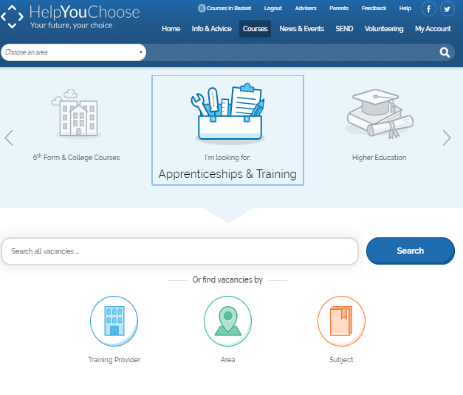 HelpYouChoose
Your future, your choice
0 Courses In Basket Logout Advisers Parents Feedback Help
Home Info & Advice Courses News & Events SEND Volunteering My Account
Choose an area
6th Form & College Courses
I'm looking for:
Apprenticeships & Training
Higher Education
Search all vacancies ...
Search
Or find vacancies by
Training Provider
Area
Subject